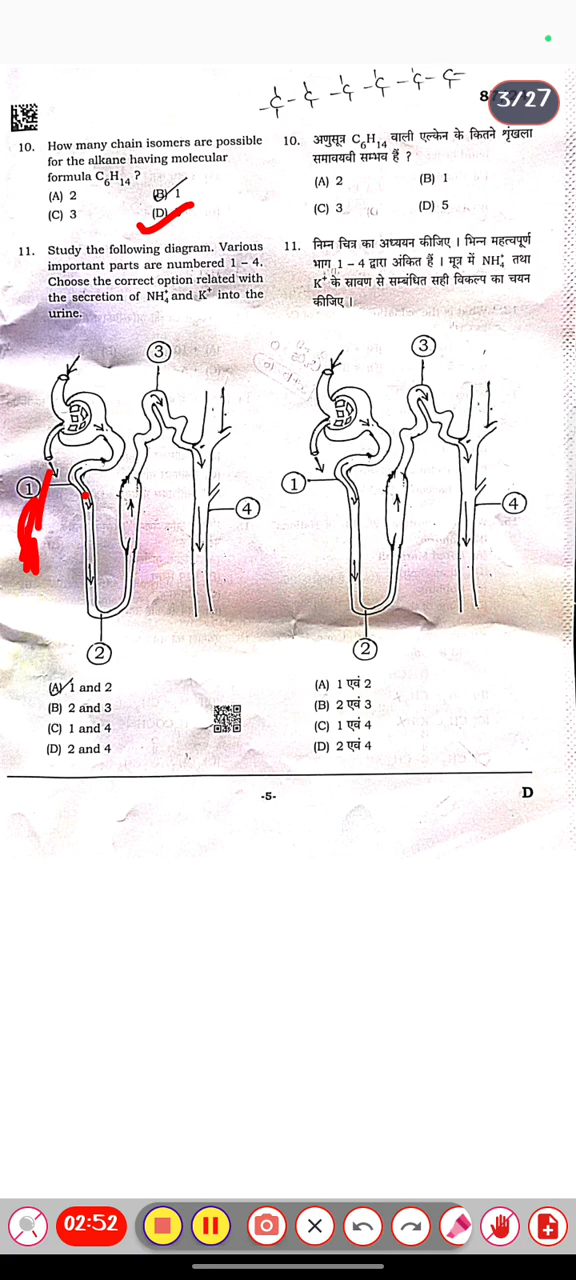 -C-C-C-C-C-C-
8
3/27
10. How many chain isomers are possible
for the alkane having molecular
formula C₆H₁₄ ?
(A) 2 (B) 1
(C) 3 (D)
11. Study the following diagram. Various
important parts are numbered 1 – 4.
Choose the correct option related with
the secretion of NH₄⁺ and K⁺ into the
urine.
3
1
4
2
(A) 1 and 2
(B) 2 and 3
(C) 1 and 4
(D) 2 and 4
10. अणुसूत्र C₆H₁₄ वाली एल्केन के कितने शृंखला
समावयवी सम्भव हैं ?
(A) 2 (B) 1
(C) 3 (D) 5
11. निम्न चित्र का अध्ययन कीजिए । भिन्न महत्वपूर्ण
भाग 1 – 4 द्वारा अंकित हैं । मूत्र में NH₄⁺ तथा
K⁺ के स्रावण से सम्बंधित सही विकल्प का चयन
कीजिए ।
3
1
4
2
(A) 1 एवं 2
(B) 2 एवं 3
(C) 1 एवं 4
(D) 2 एवं 4
-5-
D
02:52